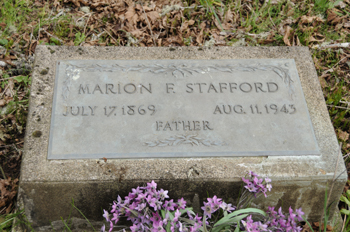 MARION F. STAFFORD
JULY 17, 1869 AUG. 11, 1943
FATHER